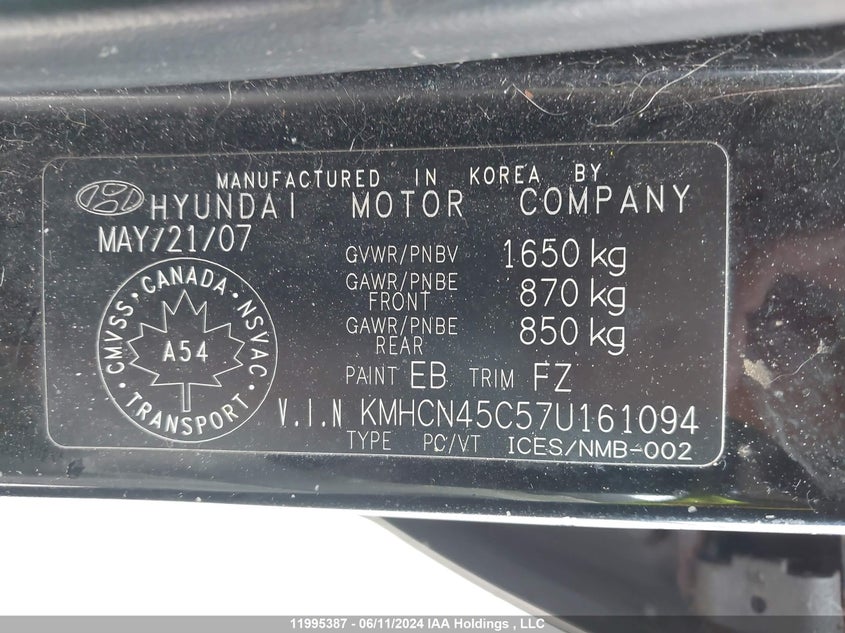 MANUFACTURED IN KOREA BY
HYUNDAI MOTOR COMPANY
MAY/21/07
GVWR/PNBV 1650 kg
GAWR/PNBE FRONT 870 kg
GAWR/PNBE REAR 850 kg
PAINT EB TRIM FZ
CMVSS · CANADA · NSVAC · TRANSPORT ·
A54
V.I.N KMHCN45C57U161094
TYPE PC/VT ICES/NMB-002
11995387 - 06/11/2024 IAA Holdings , LLC